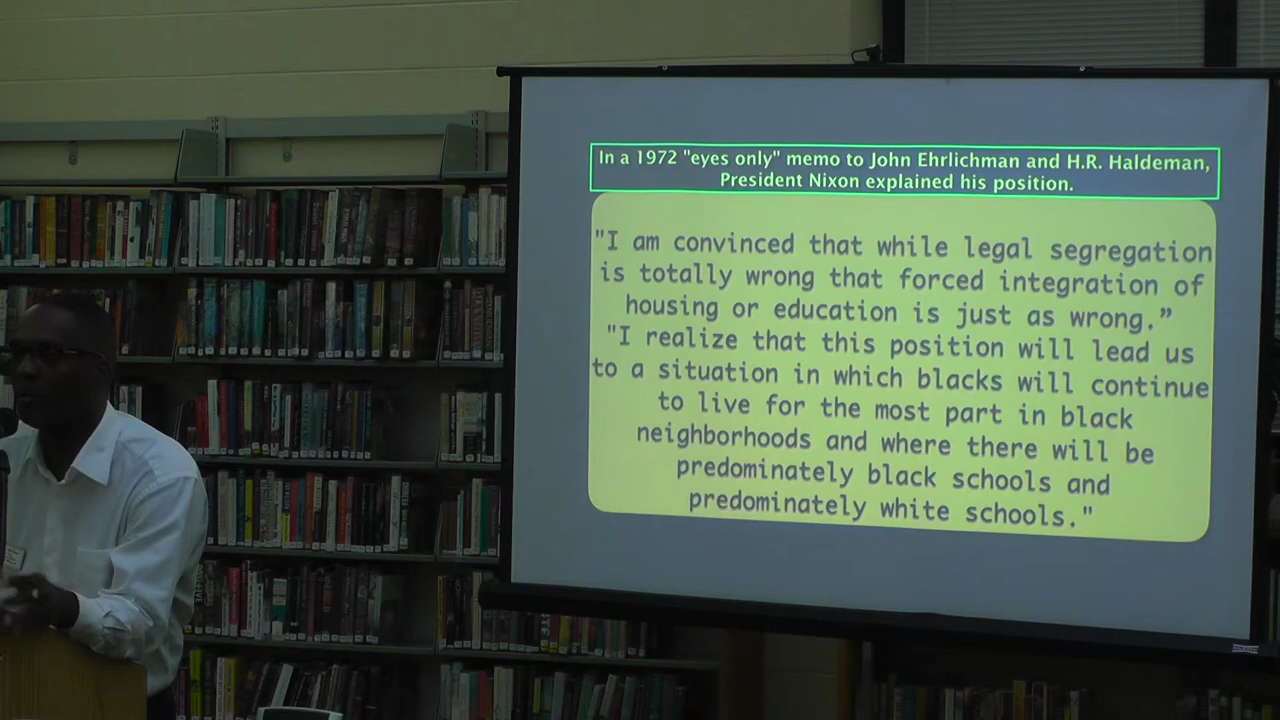 In a 1972 "eyes only" memo to John Ehrlichman and H.R. Haldeman,
President Nixon explained his position.
"I am convinced that while legal segregation
is totally wrong that forced integration of
housing or education is just as wrong.”
"I realize that this position will lead us
to a situation in which blacks will continue
to live for the most part in black
neighborhoods and where there will be
predominately black schools and
predominately white schools."